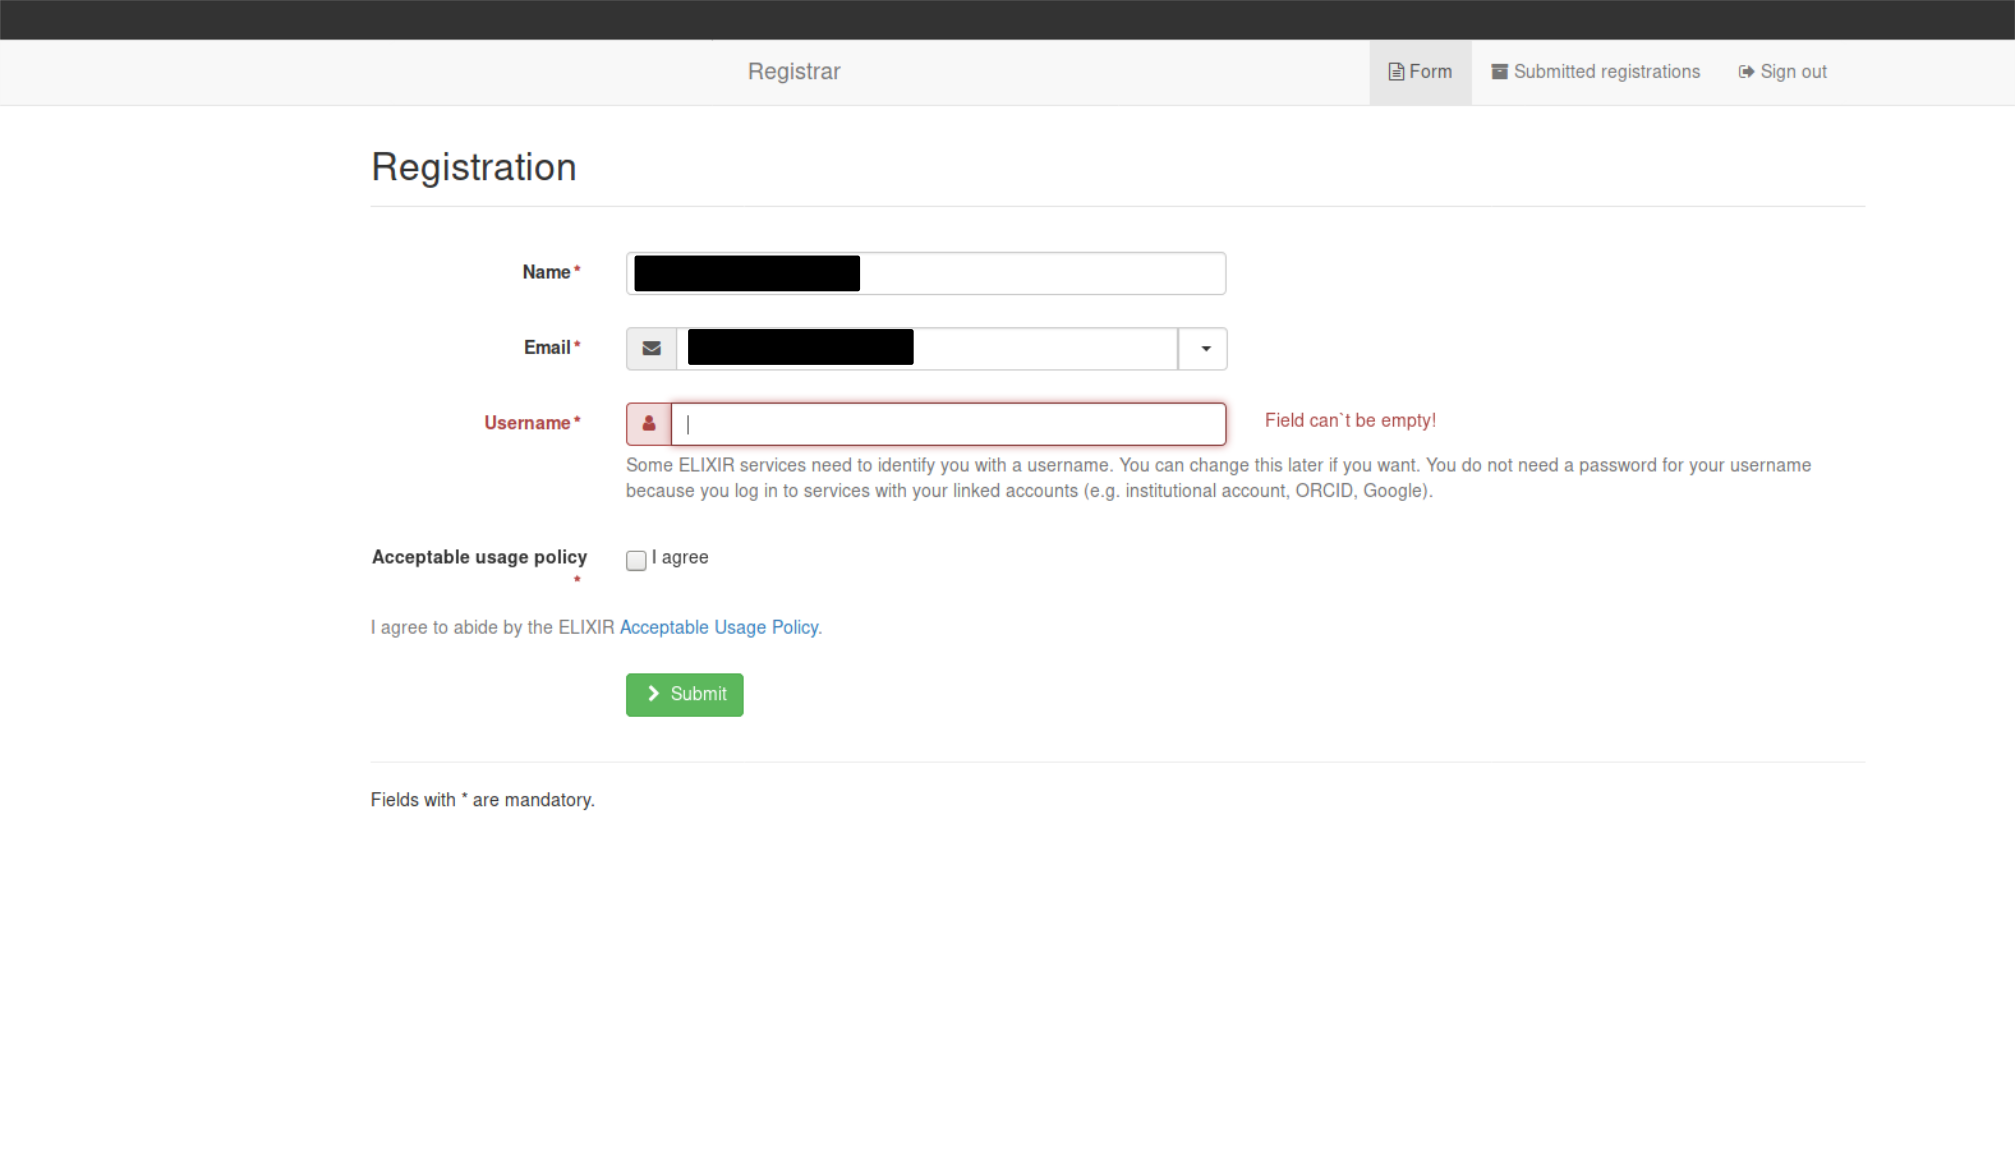 Registrar
Form
Submitted registrations
Sign out
Registration
Name*
Email*
Username*
Field can`t be empty!
Some ELIXIR services need to identify you with a username. You can change this later if you want. You do not need a password for your username
because you log in to services with your linked accounts (e.g. institutional account, ORCID, Google).
Acceptable usage policy
*
I agree
I agree to abide by the ELIXIR Acceptable Usage Policy.
Submit
Fields with * are mandatory.